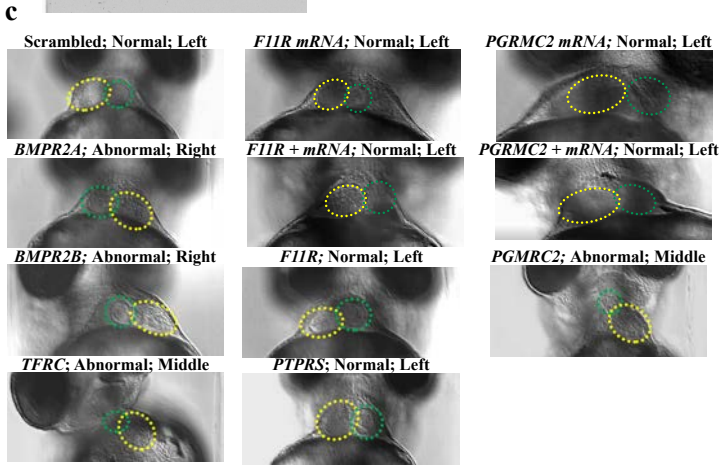 c
Scrambled; Normal; Left
F11R mRNA; Normal; Left
PGRMC2 mRNA; Normal; Left
BMPR2A; Abnormal; Right
F11R + mRNA; Normal; Left
PGRMC2 + mRNA; Normal; Left
BMPR2B; Abnormal; Right
F11R; Normal; Left
PGMRC2; Abnormal; Middle
TFRC; Abnormal; Middle
PTPRS; Normal; Left